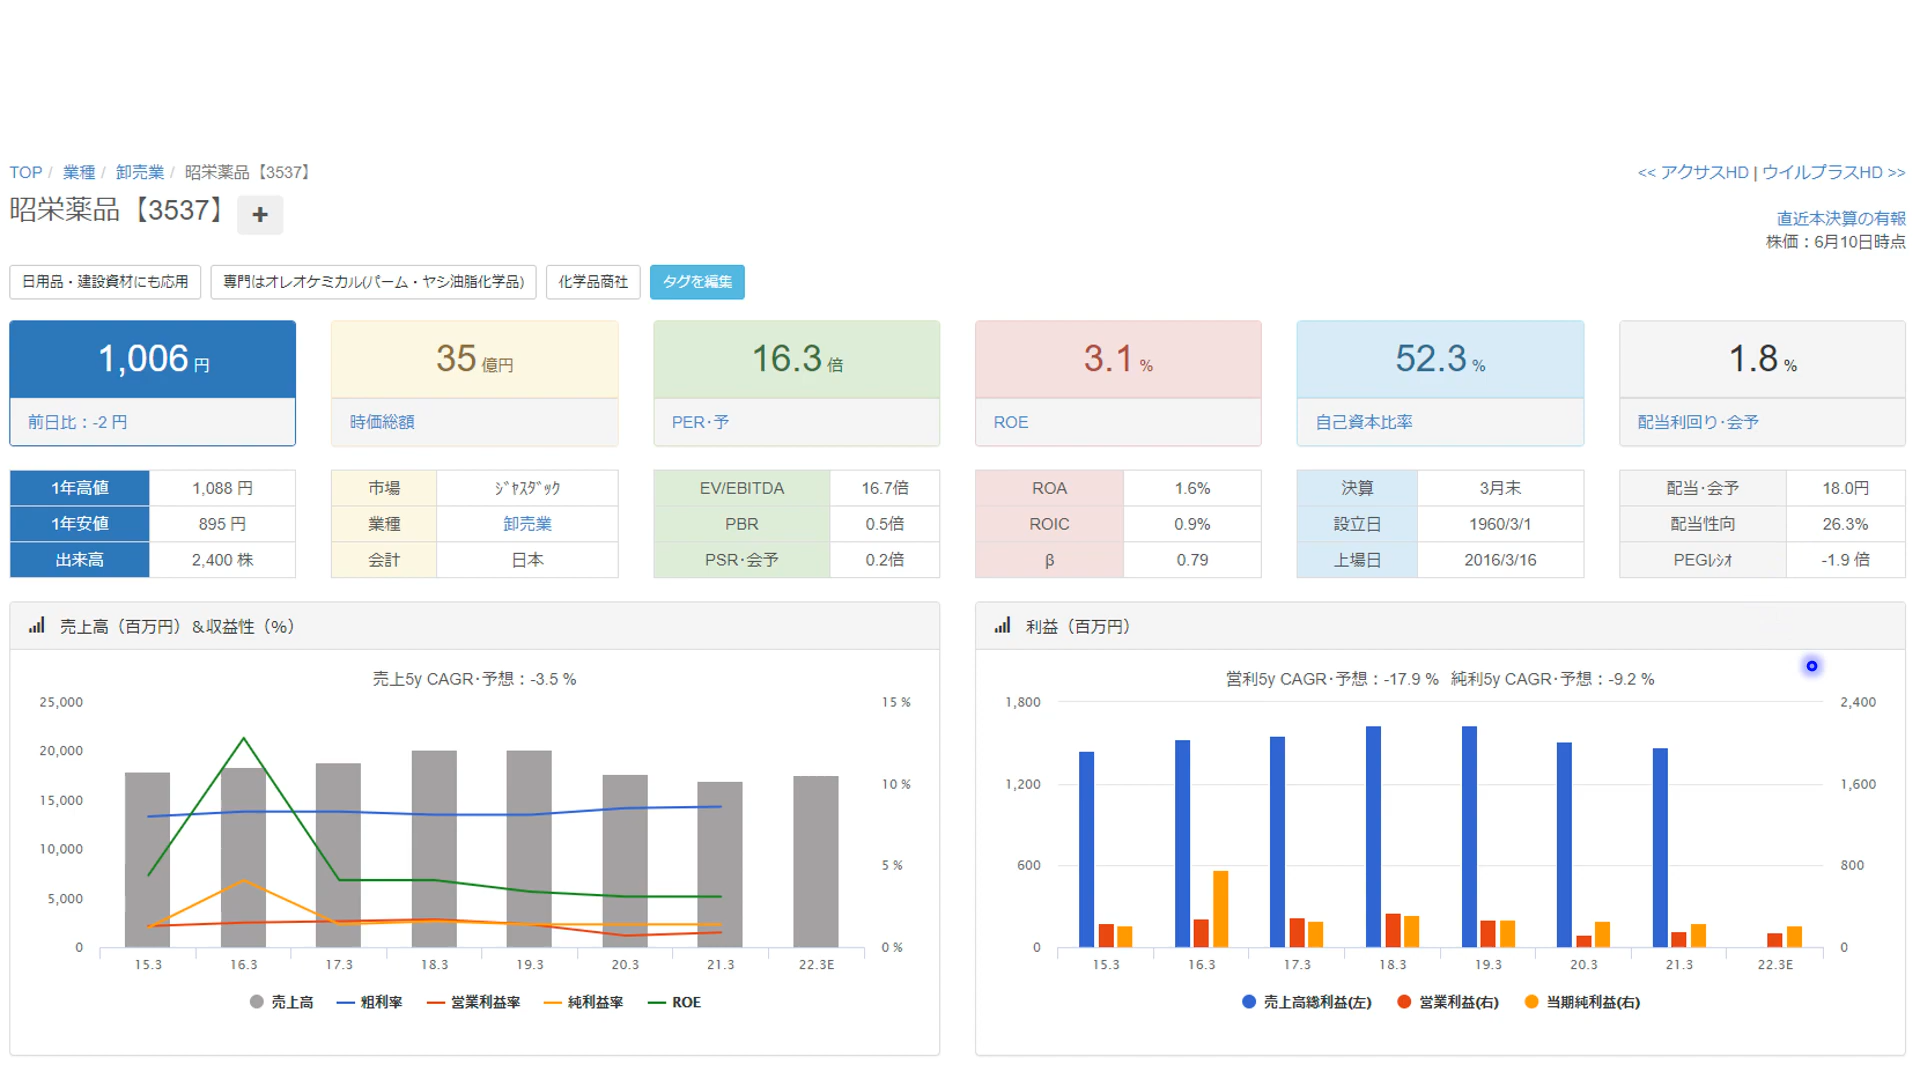 TOP / 業種 / 卸売業 / 昭栄薬品【3537】
<< アクサスHD | ウイルプラスHD >>
昭栄薬品【3537】 +
直近本決算の有報
株価：6月10日時点
日用品・建設資材にも応用 専門はオレオケミカル(パーム・ヤシ油脂化学品) 化学品商社 タグを編集
1,006 円
前日比：-2 円
35 億円
時価総額
16.3 倍
PER･予
3.1 %
ROE
52.3 %
自己資本比率
1.8 %
配当利回り･会予
1年高値 1,088 円
1年安値 895 円
出来高 2,400 株
市場 ｼﾞｬｽﾀﾞｯｸ
業種 卸売業
会計 日本
EV/EBITDA 16.7倍
PBR 0.5倍
PSR･会予 0.2倍
ROA 1.6%
ROIC 0.9%
β 0.79
決算 3月末
設立日 1960/3/1
上場日 2016/3/16
配当･会予 18.0円
配当性向 26.3%
PEGﾚｼｵ -1.9 倍
売上高（百万円）＆収益性（%）
売上5y CAGR･予想：-3.5 %
25,000
20,000
15,000
10,000
5,000
0
15 %
10 %
5 %
0 %
15.3 16.3 17.3 18.3 19.3 20.3 21.3 22.3E
売上高 粗利率 営業利益率 純利益率 ROE
利益（百万円）
営利5y CAGR･予想：-17.9 % 純利5y CAGR･予想：-9.2 %
1,800
1,200
600
0
2,400
1,600
800
0
15.3 16.3 17.3 18.3 19.3 20.3 21.3 22.3E
売上高総利益(左) 営業利益(右) 当期純利益(右)